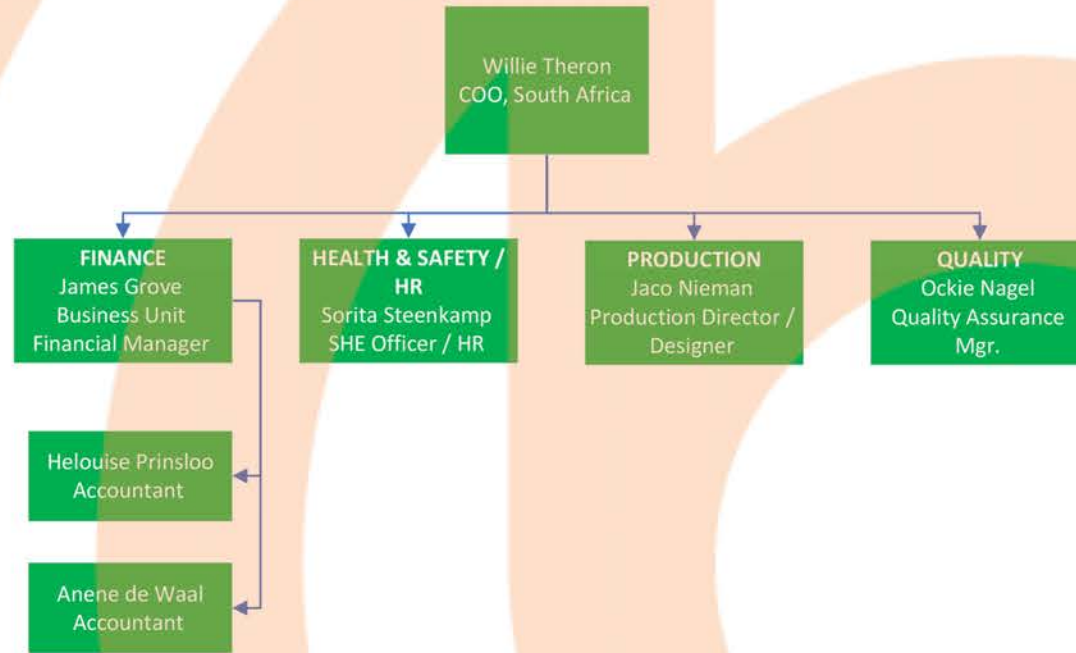 Willie Theron
COO, South Africa
FINANCE
James Grove
Business Unit
Financial Manager
HEALTH & SAFETY /
HR
Sorita Steenkamp
SHE Officer / HR
PRODUCTION
Jaco Nieman
Production Director /
Designer
QUALITY
Ockie Nagel
Quality Assurance
Mgr.
Helouise Prinsloo
Accountant
Anene de Waal
Accountant